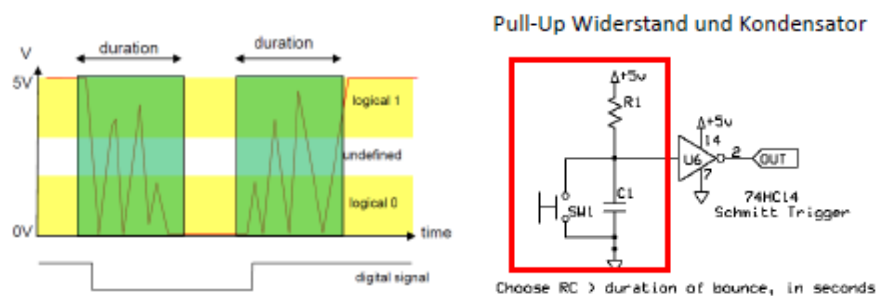 Pull-Up Widerstand und Kondensator
V
duration
duration
5V
logical 1
undefined
logical 0
0V
time
digital signal
+5v
R1
+5v
14
U6
2
OUT
7
SW1
C1
74HC14
Schmitt Trigger
Choose RC > duration of bounce, in seconds